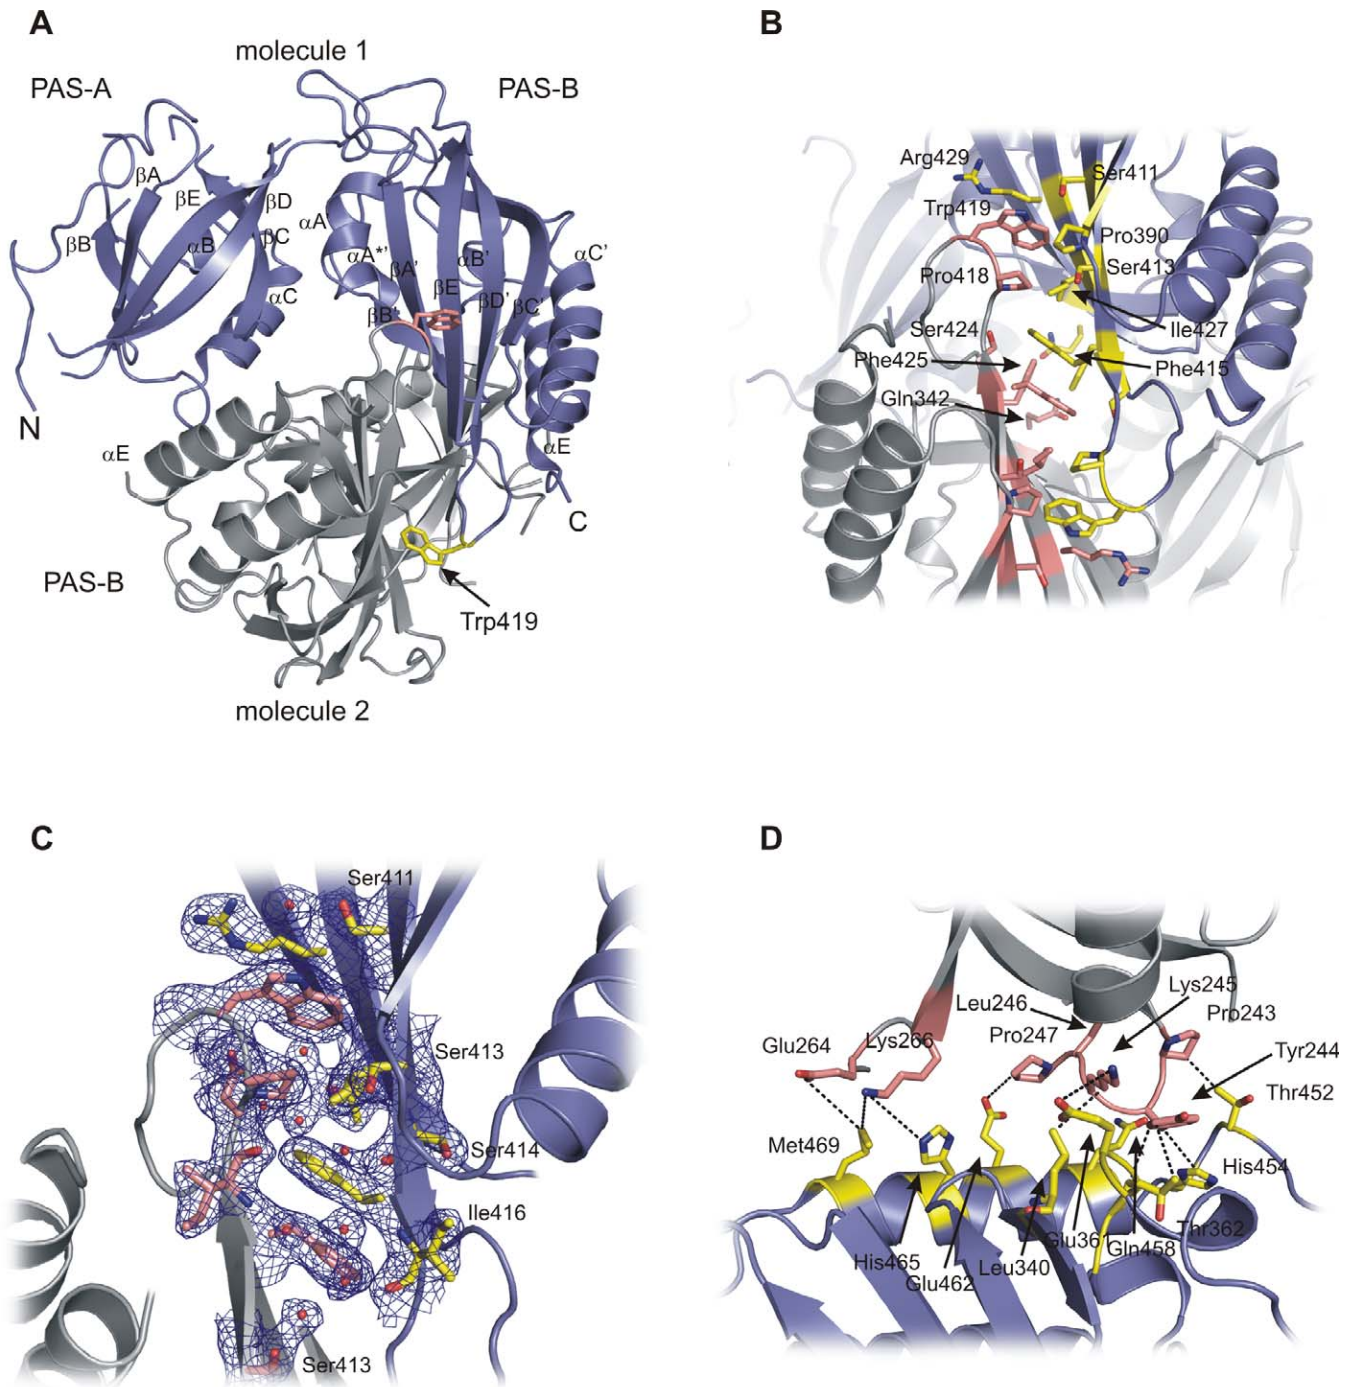 A
molecule 1
PAS-A
PAS-B
βA
βE
βD
βB
αB
βC
αC
αA'
αA*'
βA'
αB'
αC'
βE
βD'
βC'
βB'
N
αE
αE
C
PAS-B
Trp419
molecule 2
B
Arg429
Ser411
Trp419
Pro390
Ser413
Pro418
Ile427
Ser424
Phe425
Phe415
Gln342
C
Ser411
Ser413
Ser414
Ile416
Ser413
D
Lys245
Leu246
Pro243
Pro247
Glu264
Lys266
Tyr244
Thr452
Met469
His454
Thr362
Glu361
Gln458
His465
Leu340
Glu462